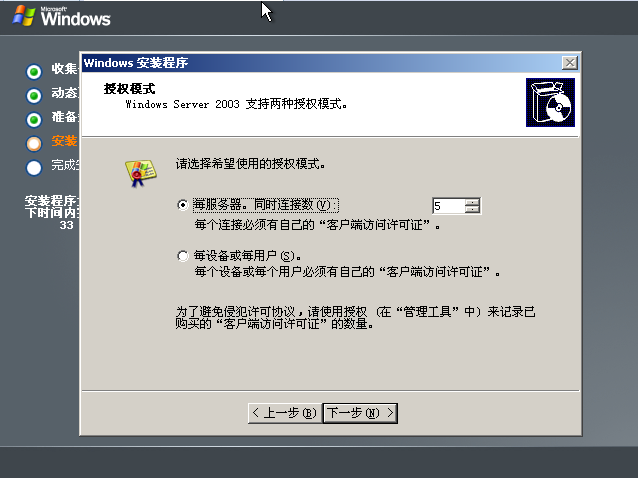 Microsoft
Windows
收集
动态
准备
安装
完成
安装程序
下时间内
33
Windows 安装程序
授权模式
Windows Server 2003 支持两种授权模式。
请选择希望使用的授权模式。
每服务器。同时连接数(V):
5
每个连接必须有自己的“客户端访问许可证”。
每设备或每用户(S)。
每个设备或每个用户必须有自己的“客户端访问许可证”。
为了避免侵犯许可协议，请使用授权（在“管理工具”中）来记录已
购买的“客户端访问许可证”的数量。
< 上一步(B)
下一步(N) >